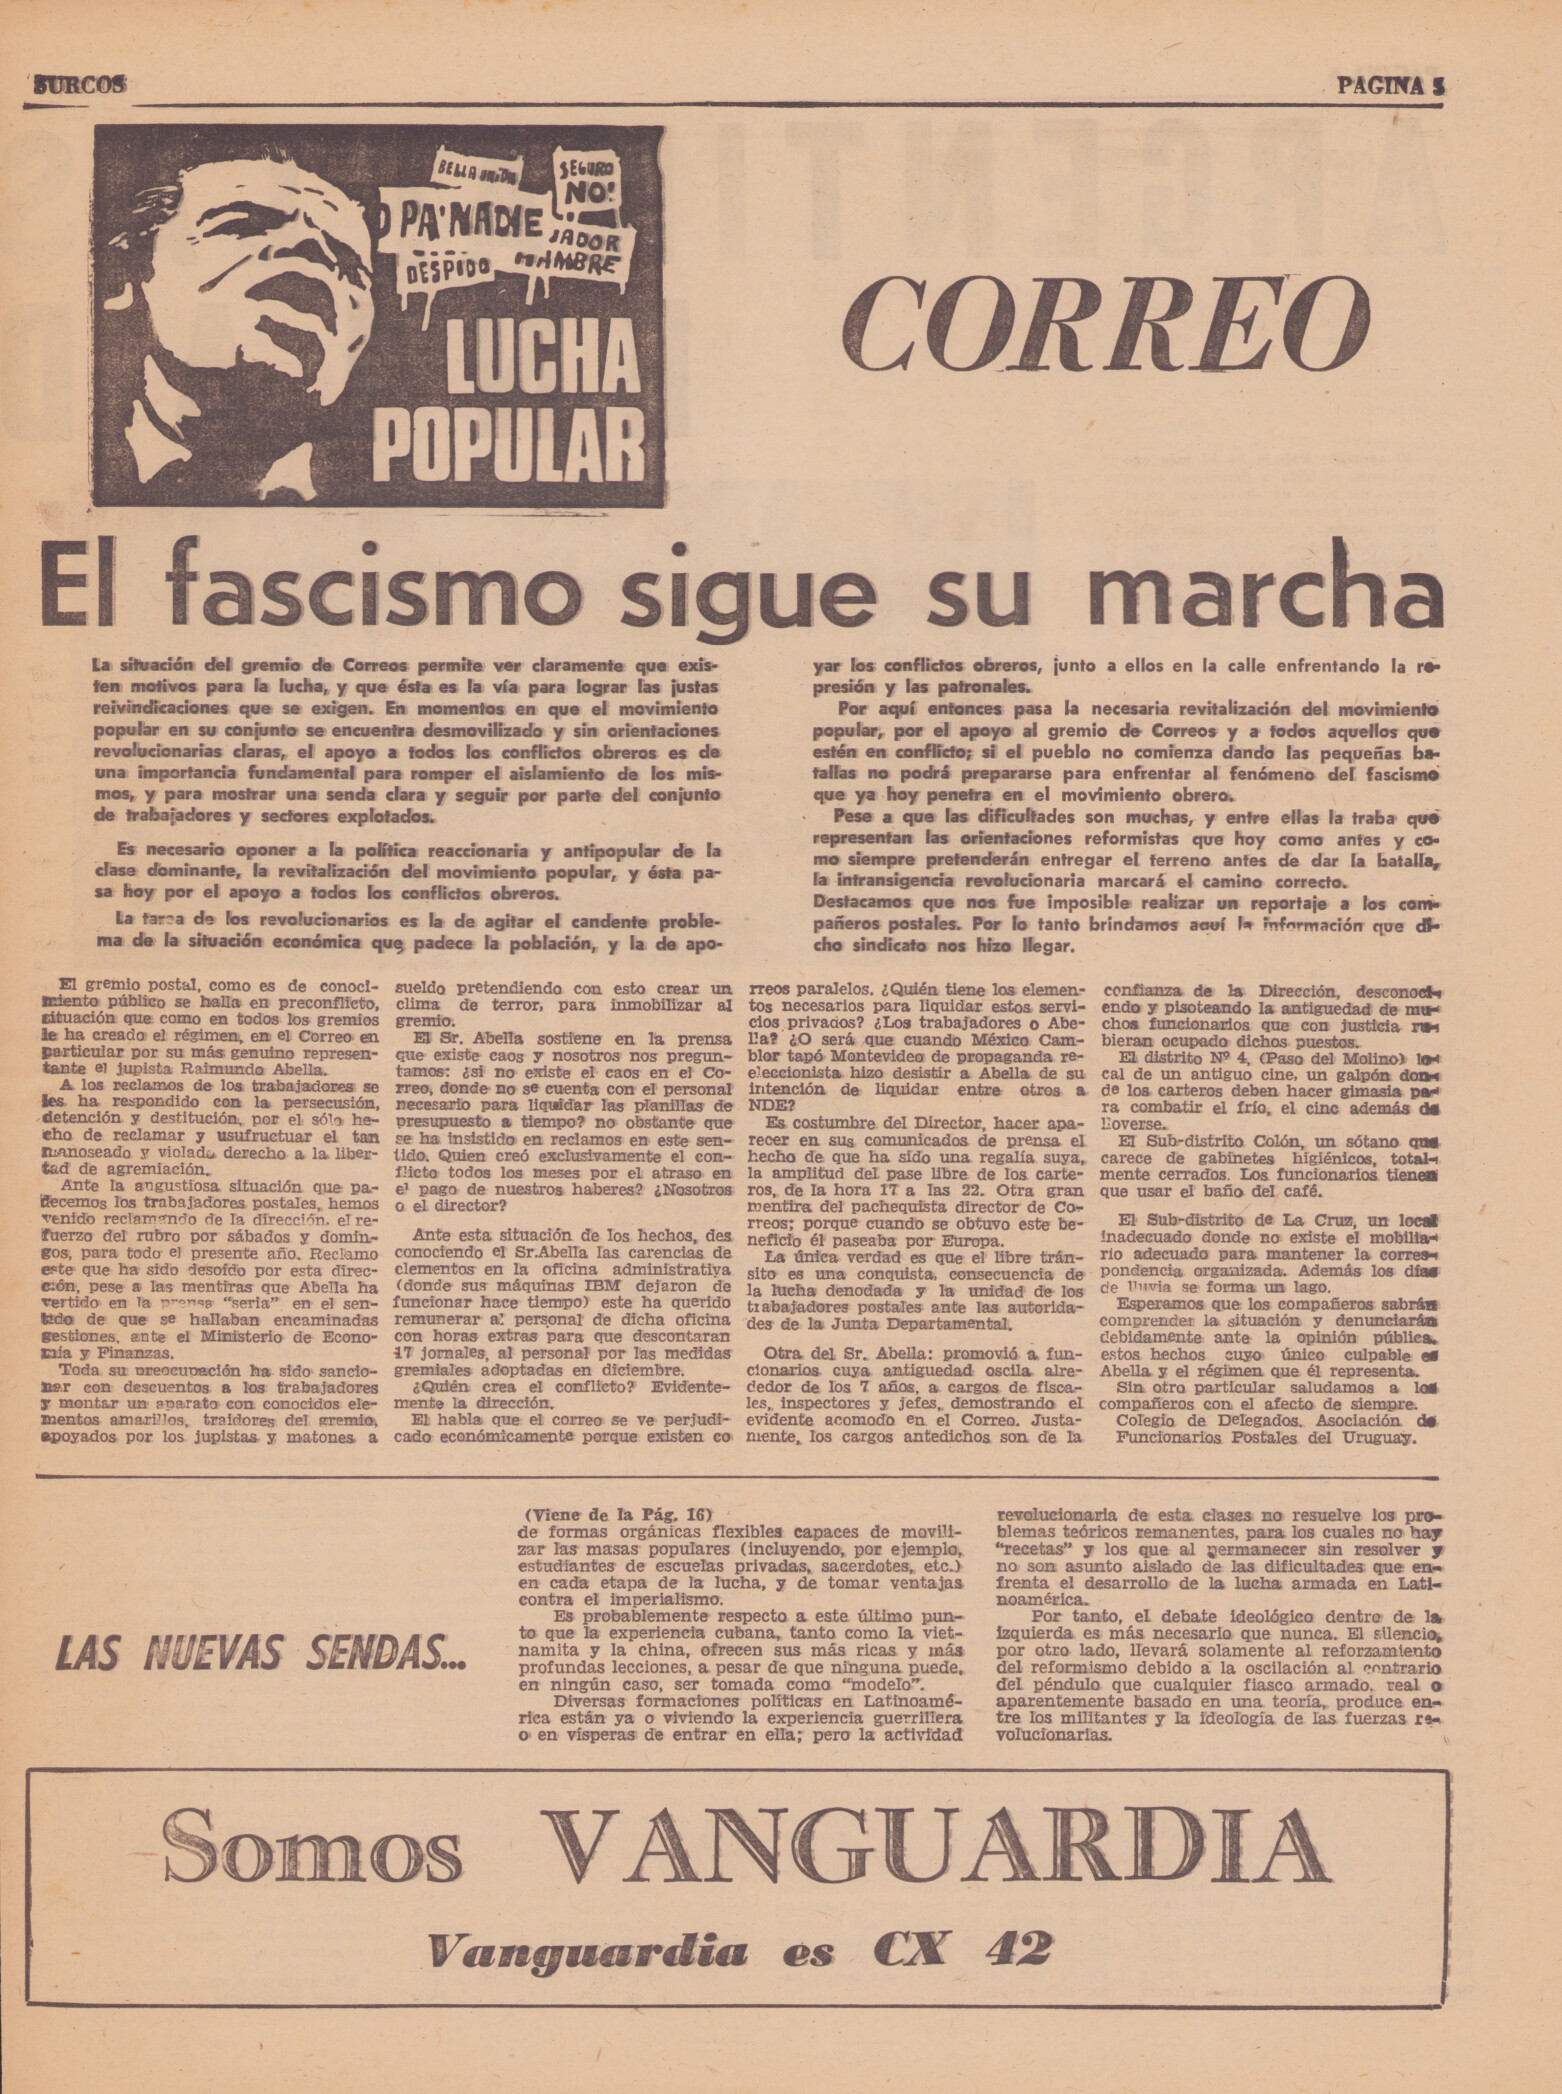 SURCOS
PAGINA 5
BELLA UNION
SEGURO
NO!
PA'NADIE
JADOR
DESPIDO
HAMBRE
LUCHA
POPULAR
CORREO
El fascismo sigue su marcha
La situación del gremio de Correos permite ver claramente que exis-
ten motivos para la lucha, y que ésta es la vía para lograr las justas
reivindicaciones que se exigen. En momentos en que el movimiento
popular en su conjunto se encuentra desmovilizado y sin orientaciones
revolucionarias claras, el apoyo a todos los conflictos obreros es de
una importancia fundamental para romper el aislamiento de los mis-
mos, y para mostrar una senda clara y seguir por parte del conjunto
de trabajadores y sectores explotados.
Es necesario oponer a la política reaccionaria y antipopular de la
clase dominante, la revitalización del movimiento popular, y ésta pa-
sa hoy por el apoyo a todos los conflictos obreros.
La tarea de los revolucionarios es la de agitar el candente proble-
ma de la situación económica que padece la población, y la de apo-
yar los conflictos obreros, junto a ellos en la calle enfrentando la re-
presión y las patronales.
Por aquí entonces pasa la necesaria revitalización del movimiento
popular, por el apoyo al gremio de Correos y a todos aquellos que
estén en conflicto; si el pueblo no comienza dando las pequeñas ba-
tallas no podrá prepararse para enfrentar al fenómeno del fascismo
que ya hoy penetra en el movimiento obrero.
Pese a que las dificultades son muchas, y entre ellas la traba que
representan las orientaciones reformistas que hoy como antes y co-
mo siempre pretenderán entregar el terreno antes de dar la batalla,
la intransigencia revolucionaria marcará el camino correcto.
Destacamos que nos fue imposible realizar un reportaje a los com-
pañeros postales. Por lo tanto brindamos aquí la información que di-
cho sindicato nos hizo llegar.
El gremio postal, como es de conoci-
miento público se halla en preconflicto,
situación que como en todos los gremios
le ha creado el régimen, en el Correo en
particular por su más genuino represen-
tante el jupista Raimundo Abella.
A los reclamos de los trabajadores se
les ha respondido con la persecusión,
detención y destitución, por el sólo he-
cho de reclamar y usufructuar el tan
manoseado y violado derecho a la liber-
tad de agremiación.
Ante la angustiosa situación que pa-
decemos los trabajadores postales, hemos
venido reclamando de la dirección. el re-
fuerzo del rubro por sábados y domin-
gos, para todo el presente año. Reclamo
este que ha sido desoído por esta direc-
ción, pese a las mentiras que Abella ha
vertido en la prensa "seria" en el sen-
tido de que se hallaban encaminadas
gestiones, ante el Ministerio de Econo-
mía y Finanzas.
Toda su preocupación ha sido sancio-
nar con descuentos a los trabajadores
y montar un aparato con conocidos ele-
mentos amarillos, traidores del gremio,
apoyados por los jupistas y matones a
sueldo pretendiendo con esto crear un
clima de terror, para inmobilizar al
gremio.
El Sr. Abella sostiene en la prensa
que existe caos y nosotros nos pregun-
tamos: ¿si no existe el caos en el Co-
rreo, donde no se cuenta con el personal
necesario para liquidar las planillas de
presupuesto a tiempo? no obstante que
se ha insistido en reclamos en este sen-
tido. Quien creó exclusivamente el con-
flicto todos los meses por el atraso en
el pago de nuestros haberes? ¿Nosotros
o el director?
Ante esta situación de los hechos, des
conociendo el Sr.Abella las carencias de
elementos en la oficina administrativa
(donde sus máquinas IBM dejaron de
funcionar hace tiempo) este ha querido
remunerar al personal de dicha oficina
con horas extras para que descontaran
17 jornales, al personal por las medidas
gremiales adoptadas en diciembre.
¿Quién crea el conflicto? Evidente-
mente la dirección.
El habla que el correo se ve perjudi-
cado económicamente porque existen co
rreos paralelos. ¿Quién tiene los elemen-
tos necesarios para liquidar estos servi-
cios privados? ¿Los trabajadores o Abe-
lla? ¿O será que cuando México Cam-
blor tapó Montevideo de propaganda re-
eleccionista hizo desistir a Abella de su
intención de liquidar entre otros a
NDE?
Es costumbre del Director, hacer apa-
recer en sus comunicados de prensa el
hecho de que ha sido una regalía suya,
la amplitud del pase libre de los carte-
ros, de la hora 17 a las 22. Otra gran
mentira del pachequista director de Co-
rreos; porque cuando se obtuvo este be-
neficio él paseaba por Europa.
La única verdad es que el libre trán-
sito es una conquista, consecuencia de
la lucha denodada y la unidad de los
trabajadores postales ante las autorida-
des de la Junta Departamental.
Otra del Sr. Abella: promovió a fun-
cionarios cuya antiguedad oscila alre-
dedor de los 7 años, a cargos de fisca-
les, inspectores y jefes, demostrando el
evidente acomodo en el Correo. Justa-
mente, los cargos antedichos son de la
confianza de la Dirección, desconoci-
endo y pisoteando la antiguedad de mu-
chos funcionarios que con justicia ru-
bieran ocupado dichos puestos.
El distrito Nº 4, (Paso del Molino) lo-
cal de un antiguo cine, un galpón don-
de los carteros deben hacer gimasia pa-
ra combatir el frío, el cinc además de
lloverse.
El Sub-distrito Colón, un sótano que
carece de gabinetes higiénicos, total-
mente cerrados. Los funcionarios tienen
que usar el baño del café.
El Sub-distrito de La Cruz, un local
inadecuado donde no existe el mobilia-
rio adecuado para mantener la corres-
pondencia organizada. Además los días
de lluvia se forma un lago.
Esperamos que los compañeros sabrán
comprender la situación y denunciarán
debidamente ante la opinión pública,
estos hechos cuyo único culpable es
Abella y el régimen que él representa.
Sin otro particular saludamos a los
compañeros con el afecto de siempre.
Colegio de Delegados. Asociación de
Funcionarios Postales del Uruguay.
LAS NUEVAS SENDAS...
(Viene de la Pág. 16)
de formas orgánicas flexibles capaces de movili-
zar las masas populares (incluyendo, por ejemplo,
estudiantes de escuelas privadas, sacerdotes, etc.)
en cada etapa de la lucha, y de tomar ventajas
contra el imperialismo.
Es probablemente respecto a este último pun-
to que la experiencia cubana, tanto como la viet-
namita y la china, ofrecen sus más ricas y más
profundas lecciones, a pesar de que ninguna puede,
en ningún caso, ser tomada como "modelo".
Diversas formaciones políticas en Latinoamé-
rica están ya o viviendo la experiencia guerrillera
o en vísperas de entrar en ella; pero la actividad
revolucionaria de esta clases no resuelve los pro-
blemas teóricos remanentes, para los cuales no hay
"recetas" y los que al permanecer sin resolver y
no son asunto aislado de las dificultades que en-
frenta el desarrollo de la lucha armada en Lati-
noamérica.
Por tanto, el debate ideológico dentro de la
izquierda es más necesario que nunca. El silencio,
por otro lado, llevará solamente al reforzamiento
del reformismo debido a la oscilación al contrario
del péndulo que cualquier fiasco armado, real o
aparentemente basado en una teoría, produce en-
tre los militantes y la ideología de las fuerzas re-
volucionarias.
Somos VANGUARDIA
Vanguardia es CX 42